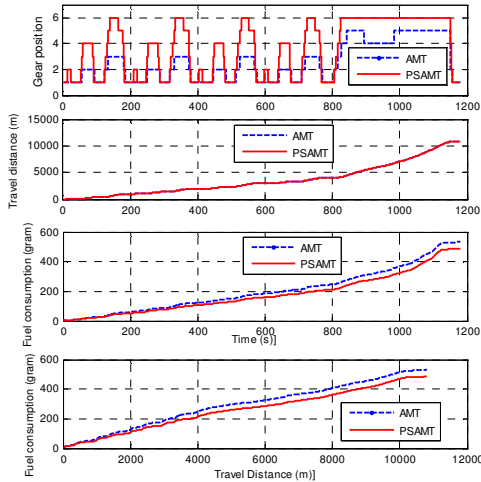 Gear position
6
4
2
0
0 200 400 600 800 1000 1200
AMT
PSAMT
Travel distance (m)
15000
10000
5000
0
0 200 400 600 800 1000 1200
AMT
PSAMT
Fuel consumption (gram)
600
400
200
0
0 200 400 600 800 1000 1200
Time (s)]
AMT
PSAMT
Fuel consumption (gram)
600
400
200
0
0 2000 4000 6000 8000 10000 12000
Travel Distance (m)]
AMT
PSAMT